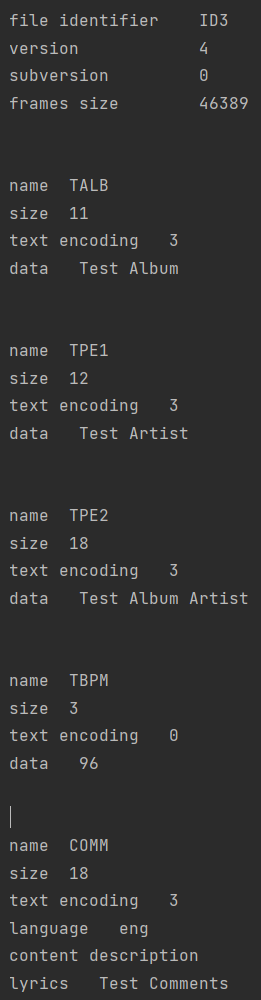 file identifier    ID3
version            4
subversion         0
frames size        46389
name  TALB
size  11
text encoding   3
data   Test Album
name  TPE1
size  12
text encoding   3
data   Test Artist
name  TPE2
size  18
text encoding   3
data   Test Album Artist
name  TBPM
size  3
text encoding   0
data   96
name  COMM
size  18
text encoding   3
language   eng
content description
lyrics   Test Comments